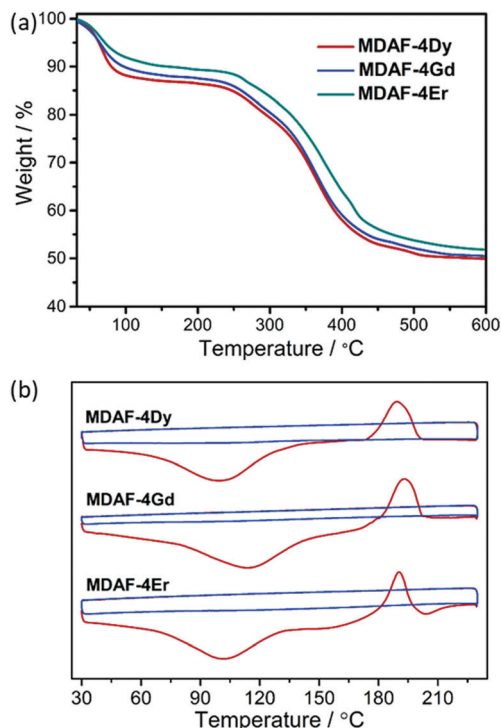 (a)
MDAF-4Dy
MDAF-4Gd
MDAF-4Er
Weight / %
100
90
80
70
60
50
40
100 200 300 400 500 600
Temperature / °C
(b)
MDAF-4Dy
MDAF-4Gd
MDAF-4Er
30 60 90 120 150 180 210
Temperature / °C